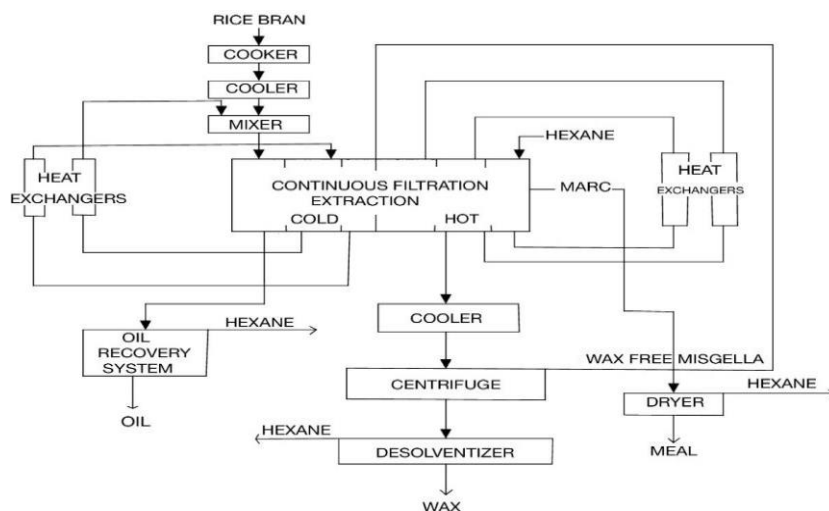 RICE BRAN
COOKER
COOLER
MIXER
HEXANE
HEAT
EXCHANGERS
CONTINUOUS FILTRATION
EXTRACTION
COLD
HOT
MARC
HEAT
EXCHANGERS
HEXANE
OIL
RECOVERY
SYSTEM
OIL
COOLER
WAX FREE MISGELLA
CENTRIFUGE
HEXANE
DRYER
MEAL
HEXANE
DESOLVENTIZER
WAX